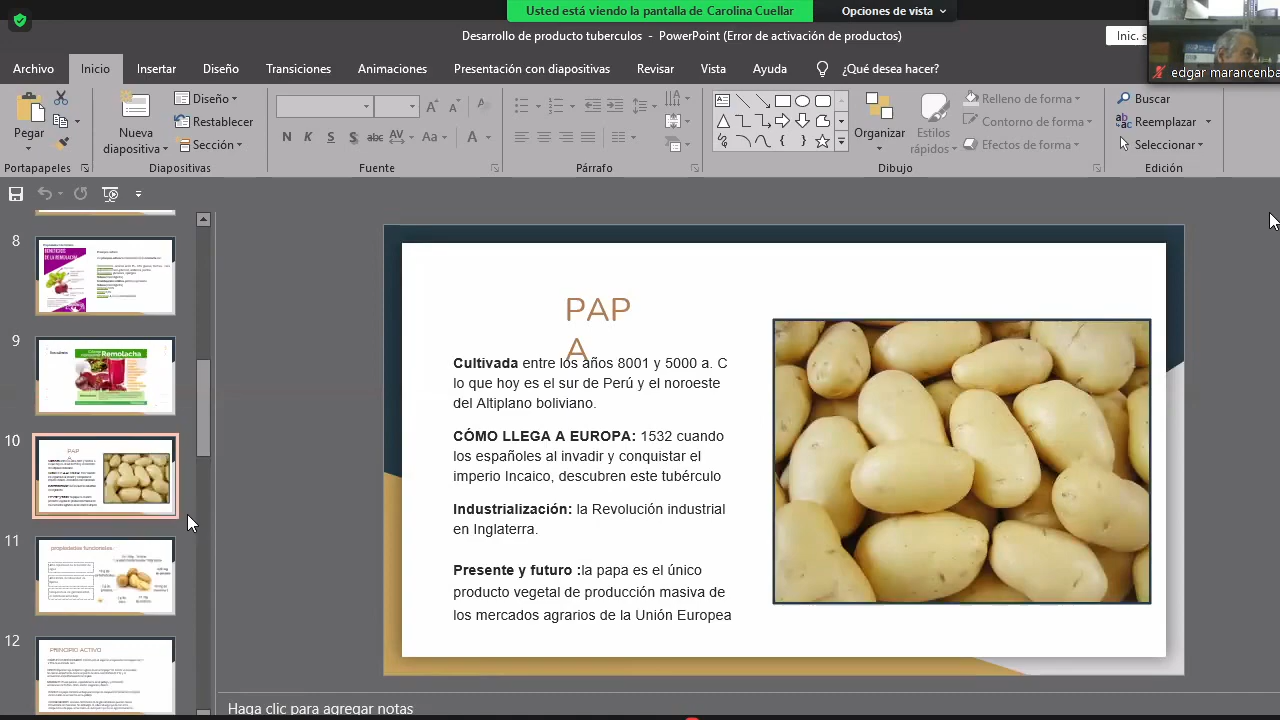 Usted está viendo la pantalla de Carolina Cuellar
Opciones de vista
Desarrollo de producto tuberculos - PowerPoint (Error de activación de productos)
Inic. s
edgar marancenba
Archivo
Inicio
Insertar
Diseño
Transiciones
Animaciones
Presentación con diapositivas
Revisar
Vista
Ayuda
¿Qué desea hacer?
Pegar
Nueva
diapositiva
Diseño
Restablecer
Sección
N K S S abc AV Aa A
Organizar
Estilos
rápidos
Relleno de forma
Contorno de forma
Efectos de forma
Buscar
Reemplazar
Seleccionar
Portapapeles
Diapositivas
Fuente
Párrafo
Dibujo
Edición
8
BENEFICIOS
DE LA REMOLACHA
9
Remolacha
10
PAP
A
11
propiedades funcionales
12
PRINCIPIO ACTIVO
PAP
A
Cultivada entre los años 8001 y 5000 a. C
lo que hoy es el sur de Perú y el noroeste
del Altiplano boliviano.
CÓMO LLEGA A EUROPA: 1532 cuando
los españoles al invadir y conquistar el
imperio incaico, descubren este tubérculo
Industrialización: la Revolución industrial
en Inglaterra.
Presente y futuro :la papa es el único
producto vegetal de producción masiva de
los mercados agrarios de la Unión Europea
a clic para agregar notas